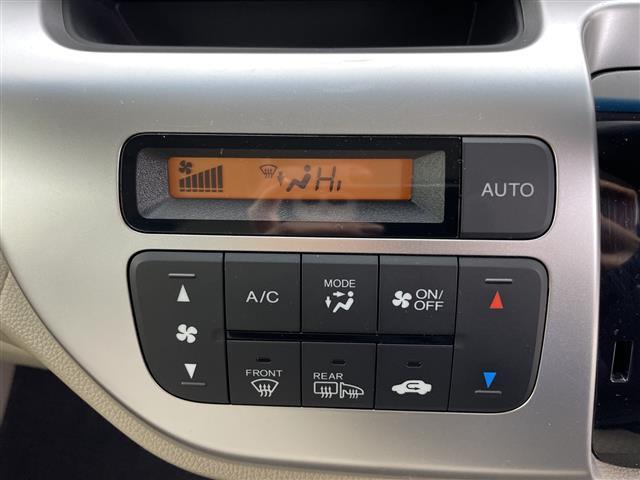 Hi
AUTO
A/C
MODE
ON/
OFF
FRONT
REAR